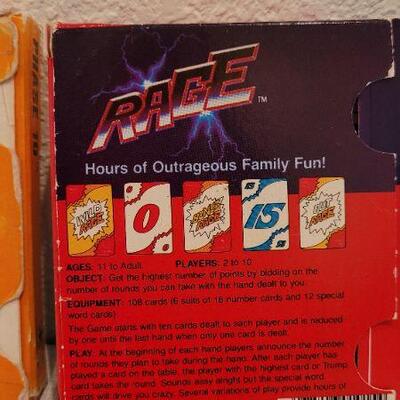 RAGE™
Hours of Outrageous Family Fun!
WILD RAGE
0
15
OUT RAGE
AGES: 11 to Adult. PLAYERS: 2 to 10
OBJECT: Get the highest number of points by bidding on the
number of rounds you can take with the hand dealt to you.
EQUIPMENT: 108 cards (6 suits of 16 number cards and 12 special
word cards)
The Game starts with ten cards dealt to each player and is reduced
by one until the last hand when only one card is dealt.
PLAY: At the beginning of each hand players announce the number
of rounds they plan to take during the hand. After each player has
played a card on the table, the player with the highest card or Trump
card takes the round. Sounds easy alright but the special word
cards will drive you crazy. Several variations of play provide hours of